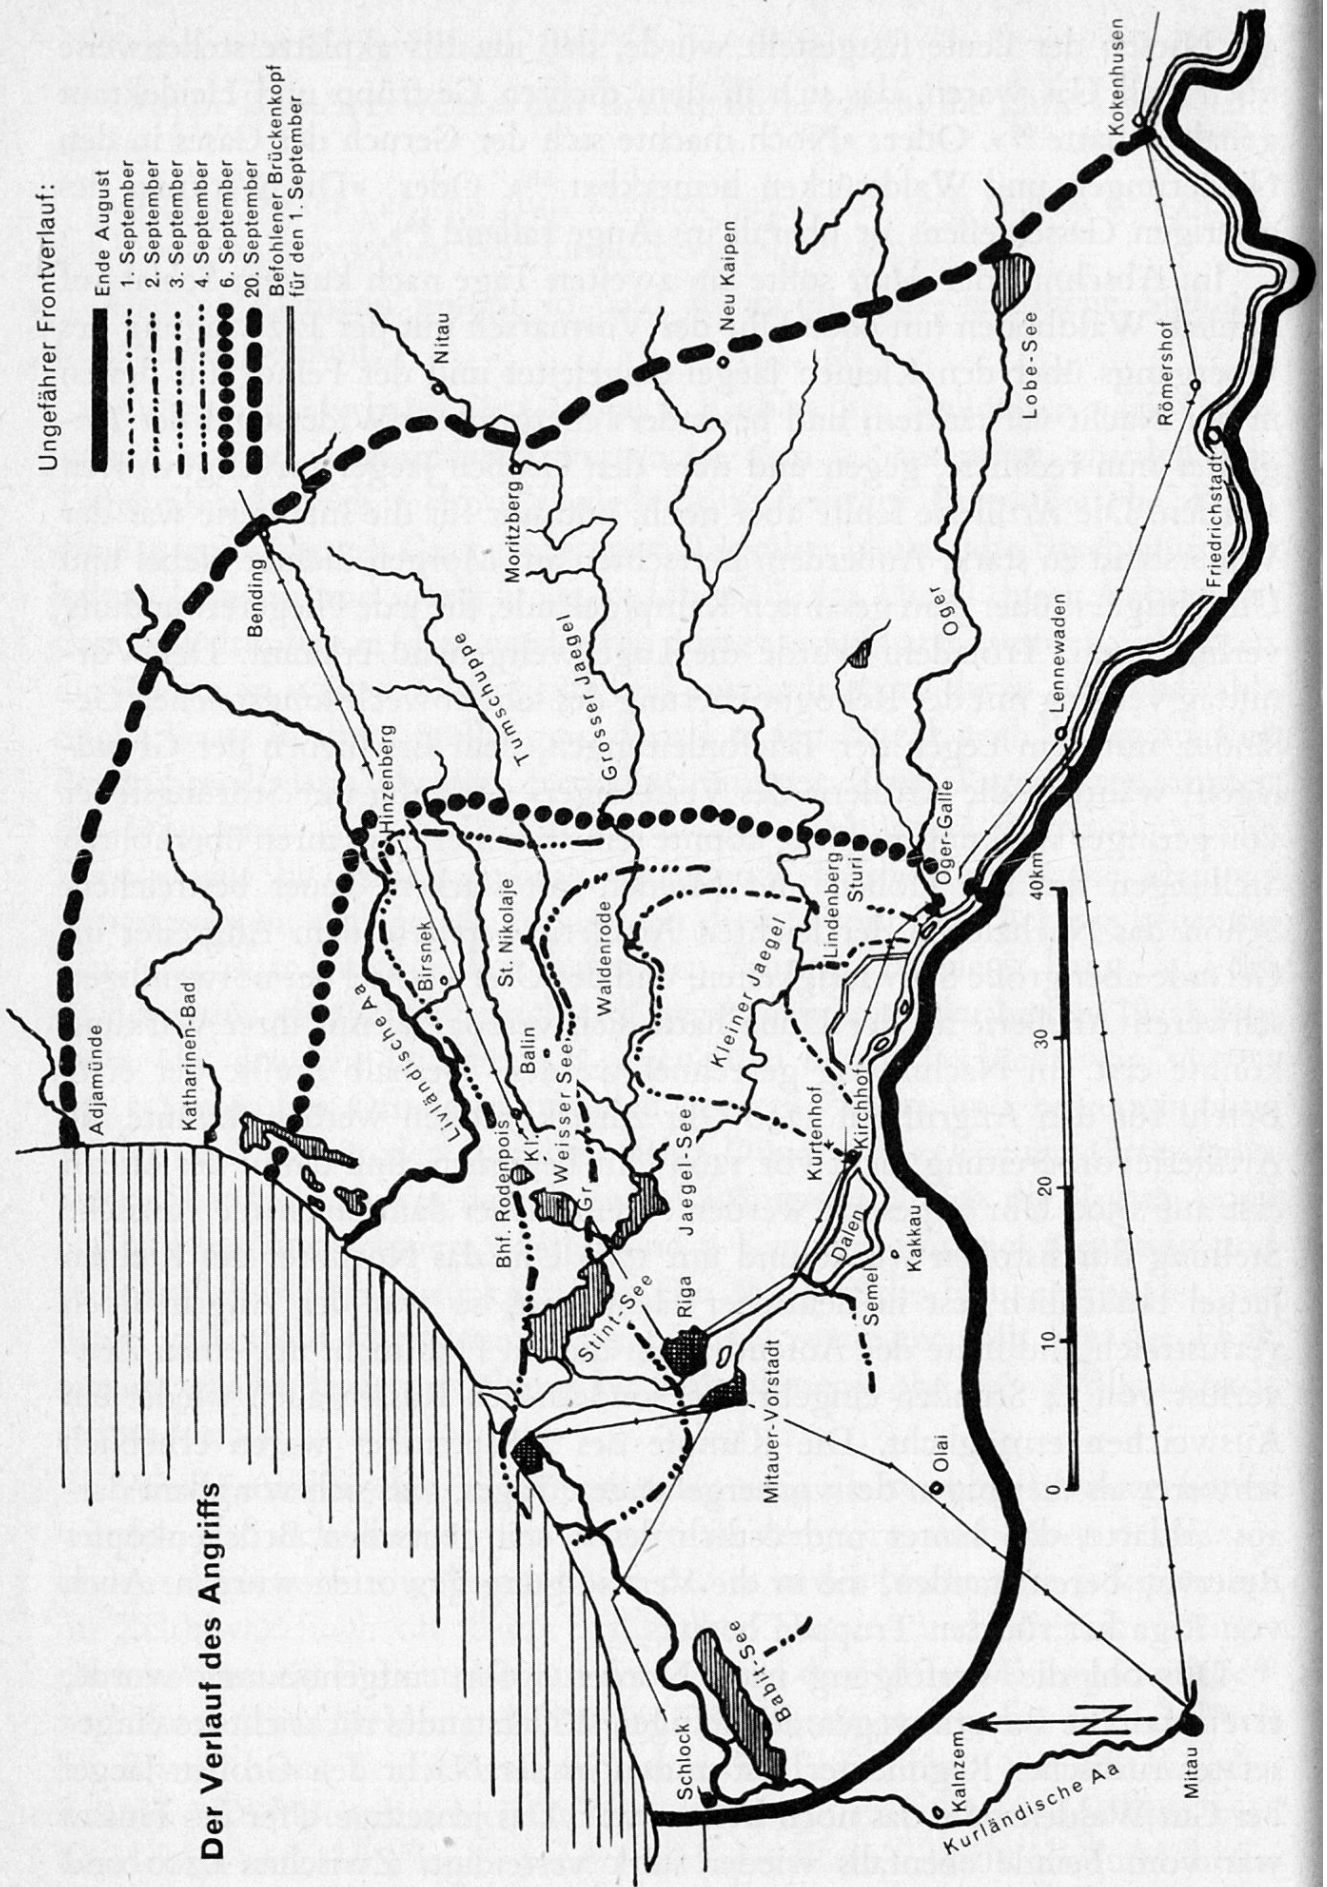 Der Verlauf des Angriffs
Ungefährer Frontverlauf:
Ende August
1. September
2. September
3. September
4. September
6. September
20. September
Befohlener Brückenkopf
für den 1. September
Adjamünde
Katharinen-Bad
Bending
Nitau
Hinzenberg
Livländische Aa
Birsnek
Tumschuppe
Moritzberg
Bhf. Rodenpois
Balin
St. Nikolaje
Kl.
Weisser See
Gr.
Waldenrode
Grosse Jaegel
Stint-See
Riga
Jaegel-See
Kleiner Jaegel
Neu Kaipen
Schlock
Babit-See
Mitauer-Vorstadt
Kurtenhof
Lindenberg
Sturi
Dalen
Kirchhof
Semel
Kakkau
Oger-Galle
Oger
Olai
Lobe-See
Kalnzem
Kurländische Aa
N
0
10
20
30
40km
Lennewaden
Kokenhusen
Römershof
Friedrichstadt
Mitau